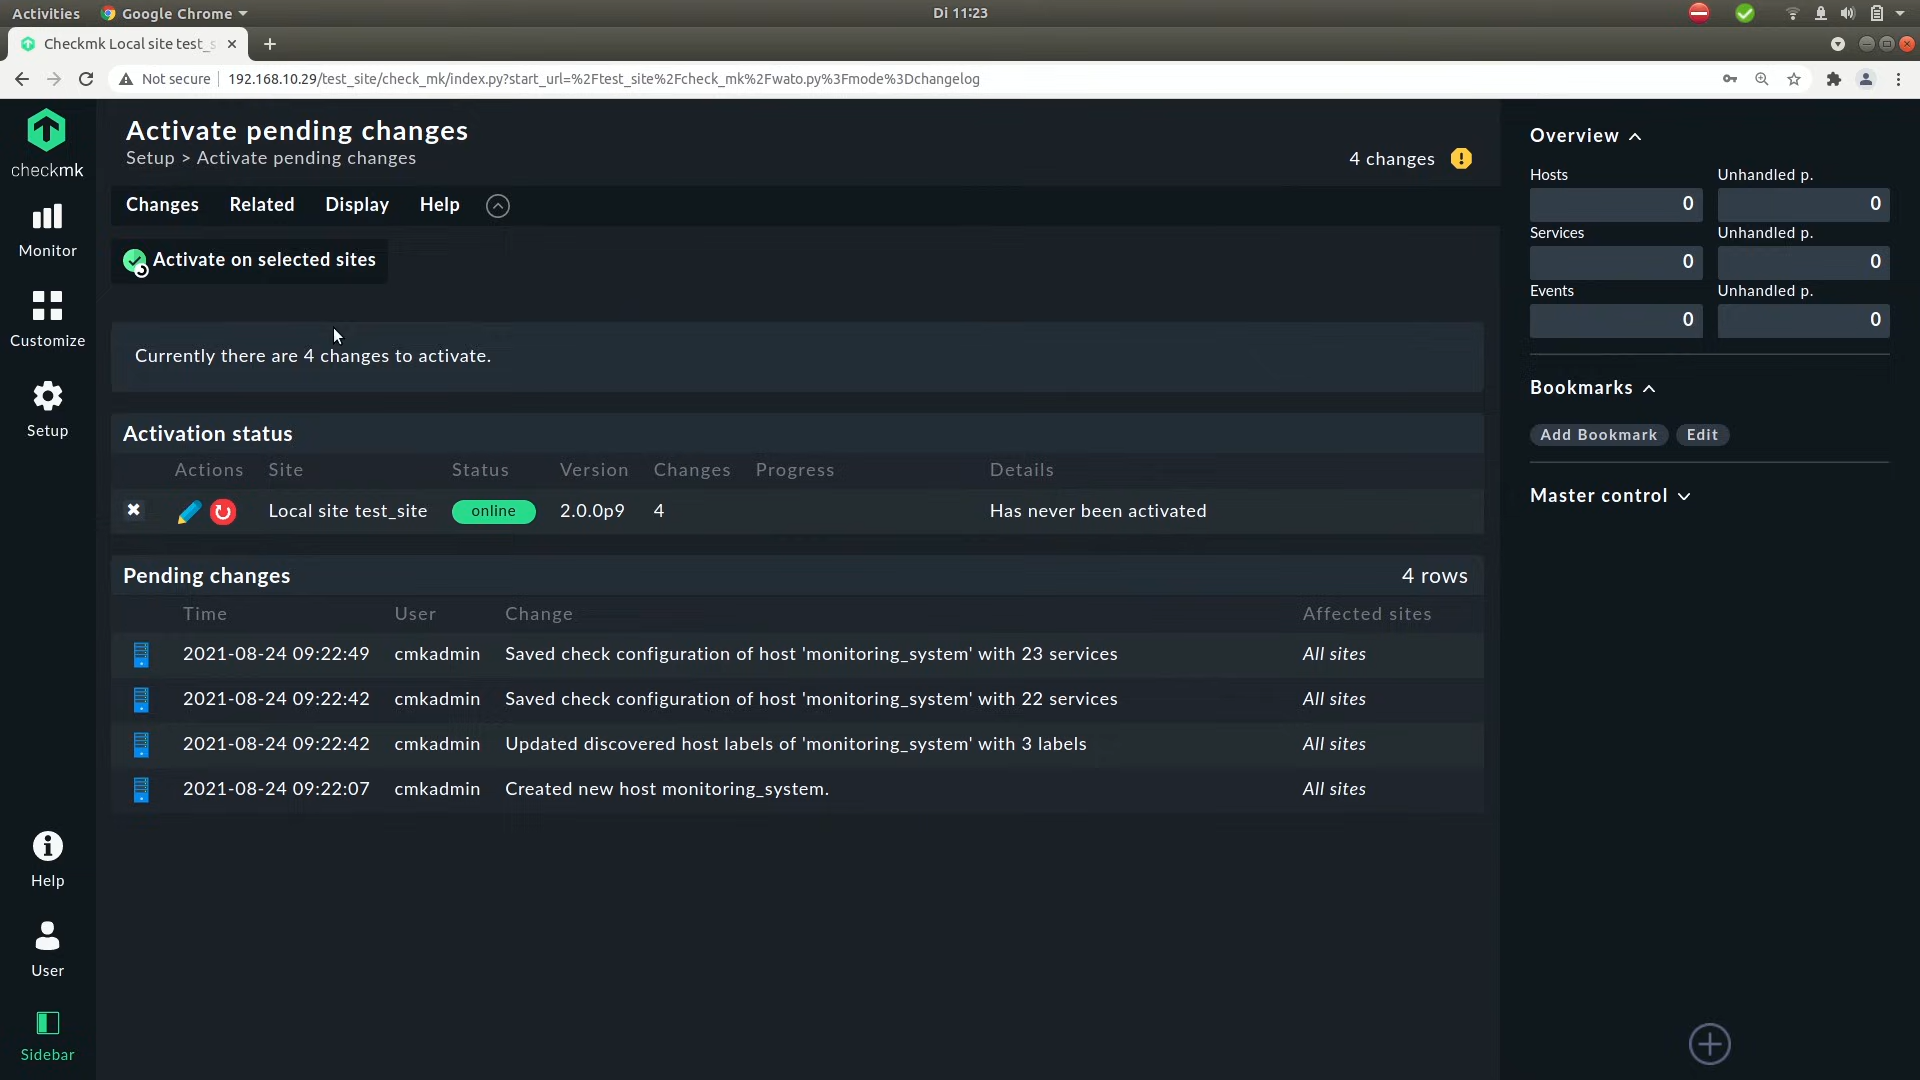 Activities Google Chrome Di 11:23
Checkmk Local site test_s
Not secure 192.168.10.29/test_site/check_mk/index.py?start_url=%2Ftest_site%2Fcheck_mk%2Fwato.py%3Fmode%3Dchangelog
checkmk
Monitor
Customize
Setup
Help
User
Sidebar
Activate pending changes
Setup > Activate pending changes
4 changes
Changes Related Display Help
Activate on selected sites
Currently there are 4 changes to activate.
Activation status
Actions Site Status Version Changes Progress Details
Local site test_site online 2.0.0p9 4 Has never been activated
Pending changes 4 rows
Time User Change Affected sites
2021-08-24 09:22:49 cmkadmin Saved check configuration of host 'monitoring_system' with 23 services All sites
2021-08-24 09:22:42 cmkadmin Saved check configuration of host 'monitoring_system' with 22 services All sites
2021-08-24 09:22:42 cmkadmin Updated discovered host labels of 'monitoring_system' with 3 labels All sites
2021-08-24 09:22:07 cmkadmin Created new host monitoring_system. All sites
Overview
Hosts Unhandled p.
0 0
Services Unhandled p.
0 0
Events Unhandled p.
0 0
Bookmarks
Add Bookmark Edit
Master control